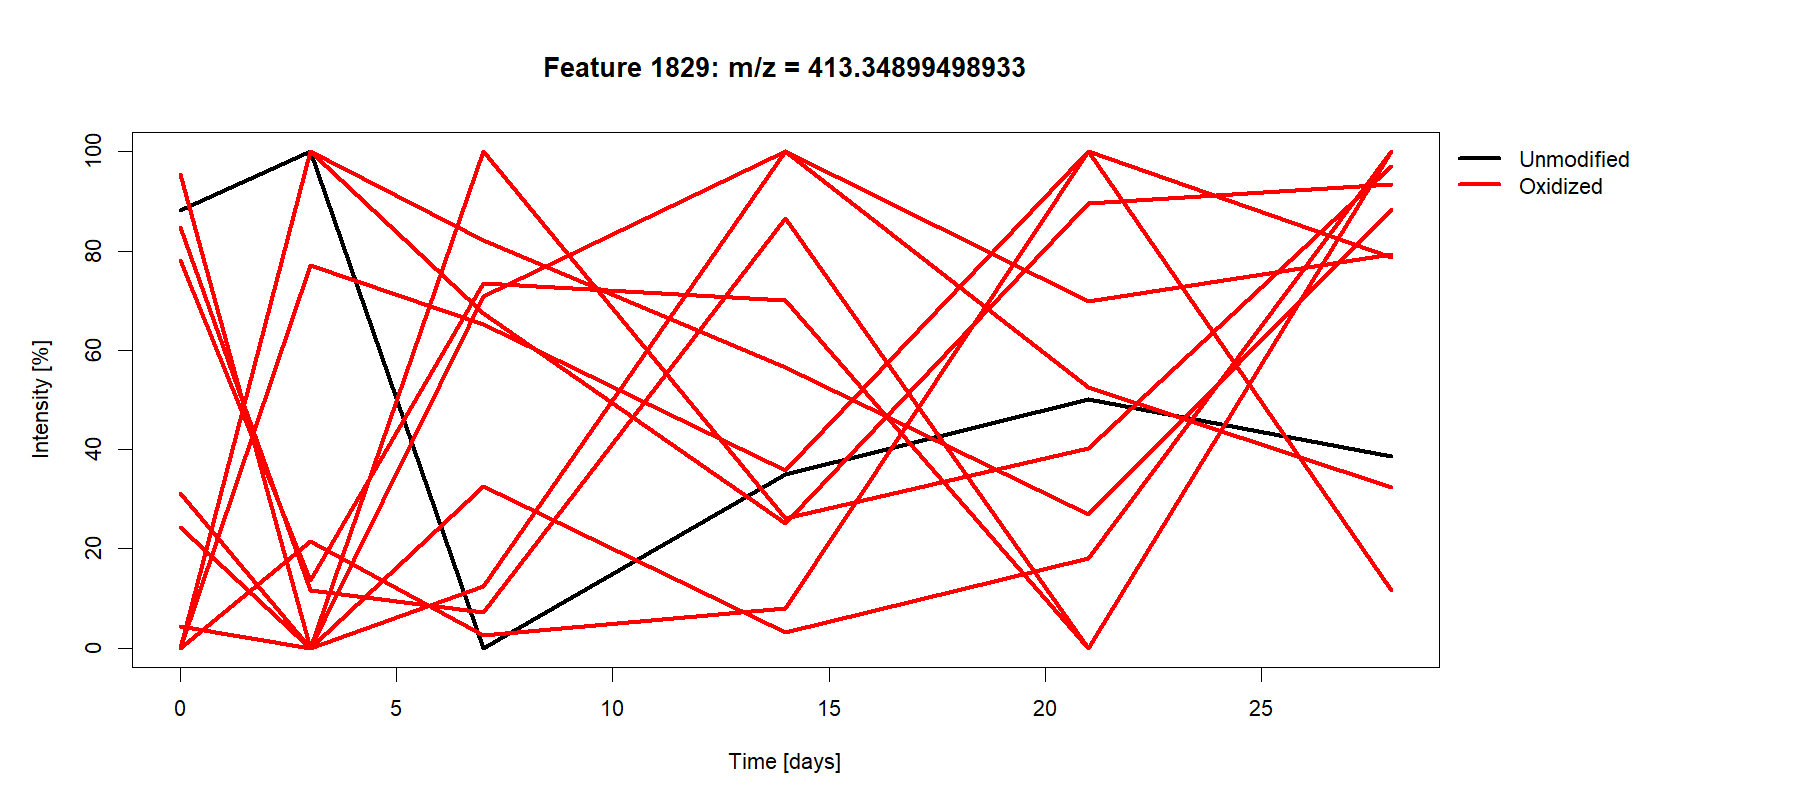 Feature 1829: m/z = 413.34899498933
Unmodified
Oxidized
Intensity [%]
100
80
60
40
20
0
0 5 10 15 20 25
Time [days]